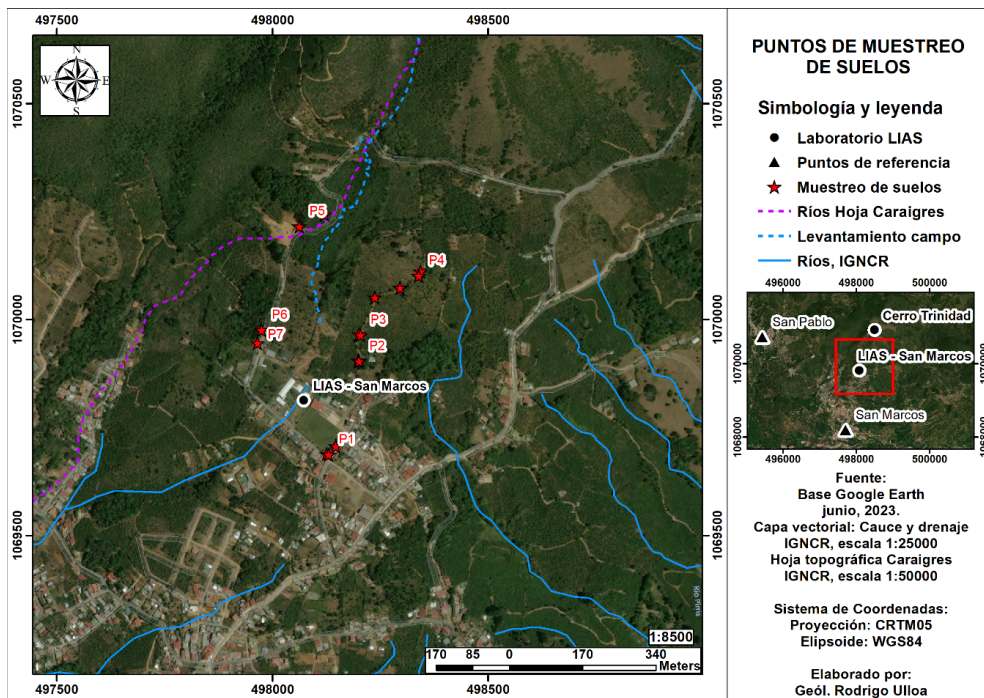 497500
498000
498500
N
W E
S
1070500
1070000
1069500
1070500
1070000
1069500
P5
P4
P3
P2
P6
P7
LIAS - San Marcos
P1
Río Pirrís
1:8500
170 85 0 170 340
Meters
497500
498000
498500
PUNTOS DE MUESTREO
DE SUELOS
Simbología y leyenda
Laboratorio LIAS
Puntos de referencia
Muestreo de suelos
Ríos Hoja Caraigres
Levantamiento campo
Ríos, IGNCR
496000 498000 500000
San Pablo
Cerro Trinidad
LIAS - San Marcos
San Marcos
1070000
1068000
1070000
1068000
496000 498000 500000
Fuente:
Base Google Earth
junio, 2023.
Capa vectorial: Cauce y drenaje
IGNCR, escala 1:25000
Hoja topográfica Caraigres
IGNCR, escala 1:50000
Sistema de Coordenadas:
Proyección: CRTM05
Elipsoide: WGS84
Elaborado por:
Geól. Rodrigo Ulloa